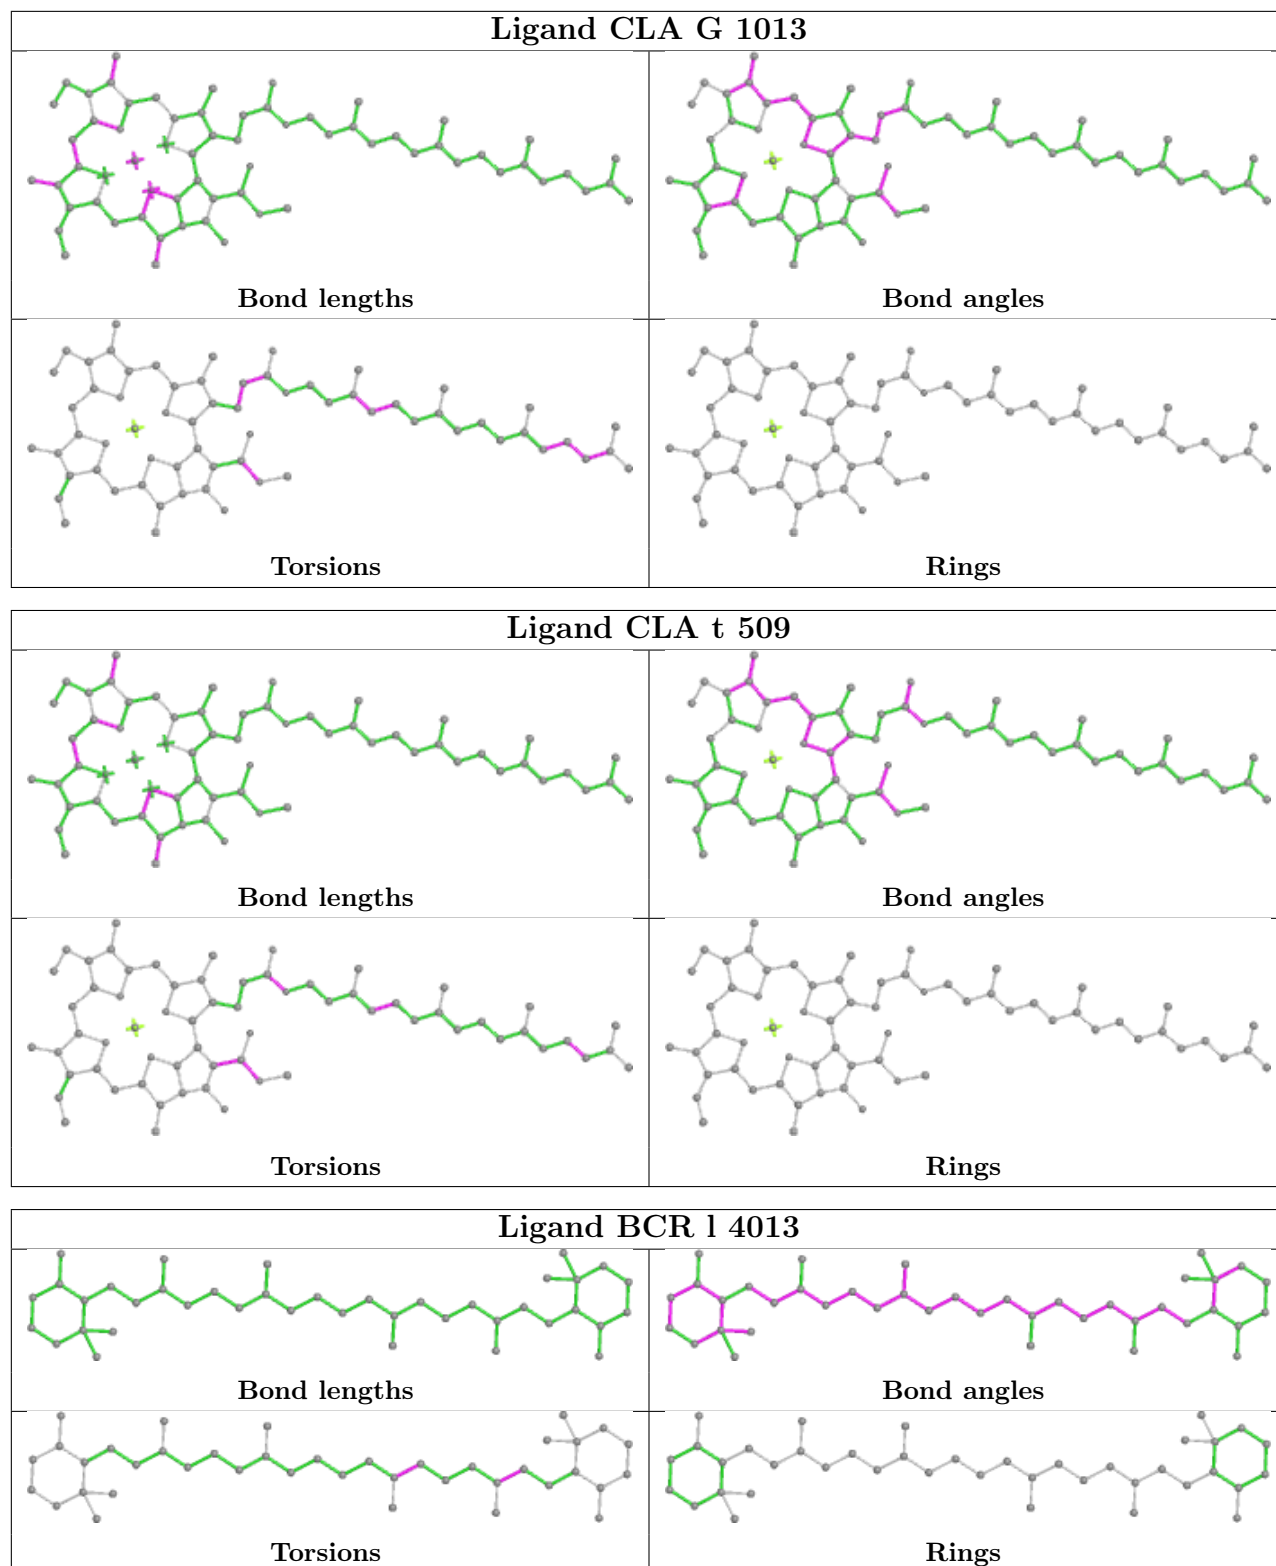 Ligand CLA G 1013
Bond lengths
Bond angles
Torsions
Rings
Ligand CLA t 509
Bond lengths
Bond angles
Torsions
Rings
Ligand BCR l 4013
Bond lengths
Bond angles
Torsions
Rings